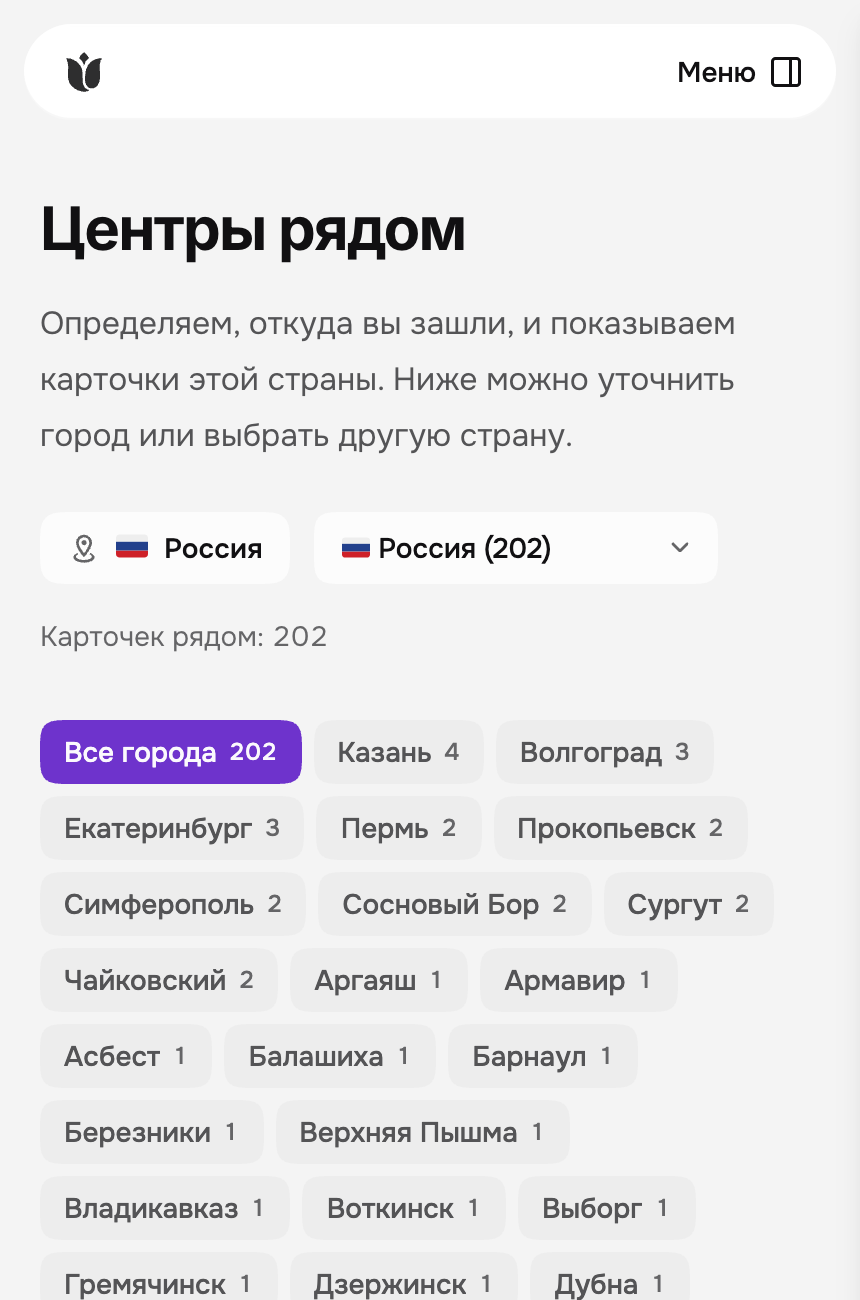 Меню
Центры рядом
Определяем, откуда вы зашли, и показываем
карточки этой страны. Ниже можно уточнить
город или выбрать другую страну.
Россия Россия (202)
Карточек рядом: 202
Все города 202 Казань 4 Волгоград 3
Екатеринбург 3 Пермь 2 Прокопьевск 2
Симферополь 2 Сосновый Бор 2 Сургут 2
Чайковский 2 Аргаяш 1 Армавир 1
Асбест 1 Балашиха 1 Барнаул 1
Березники 1 Верхняя Пышма 1
Владикавказ 1 Воткинск 1 Выборг 1
Гремячинск 1 Дзержинск 1 Дубна 1